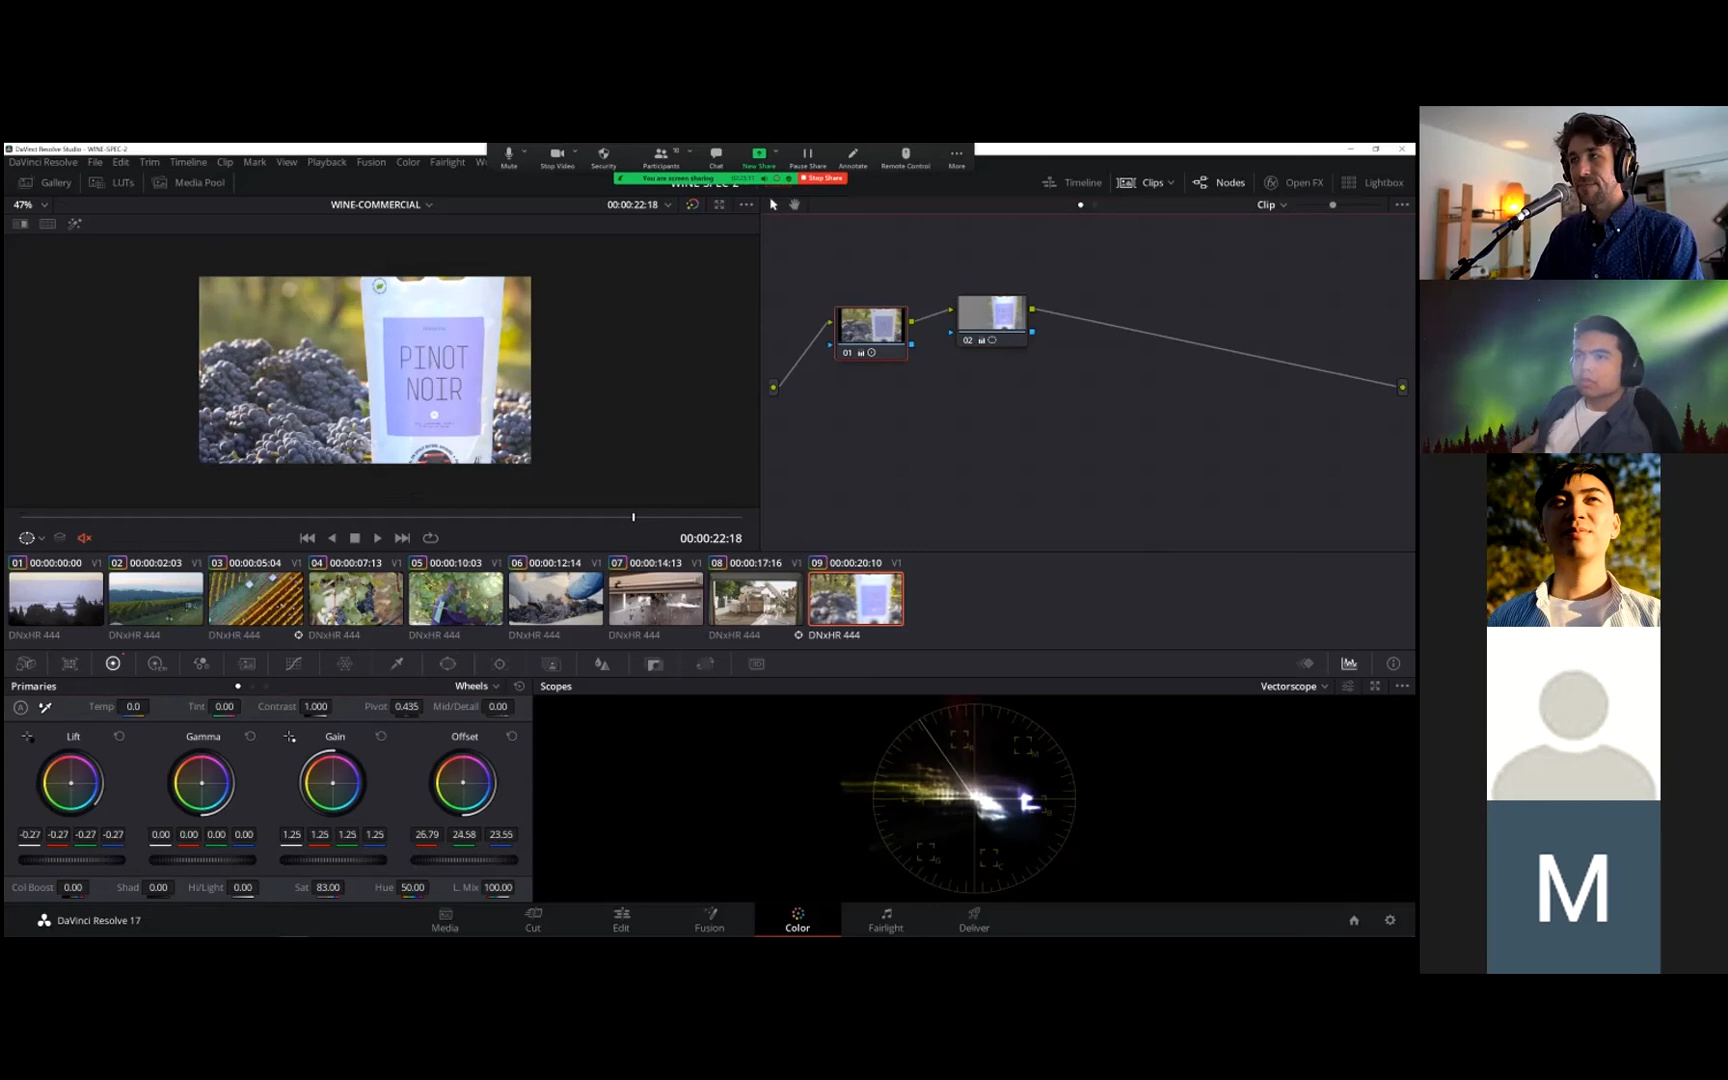 DaVinci Resolve Studio - WINE-SPEC-2
DaVinci Resolve File Edit Trim Timeline Clip Mark View Playback Fusion Color Fairlight
Mute Stop Video Security Participants 10 Chat New Share Pause Share Annotate Remote Control More
You are screen sharing Stop Share
Gallery LUTs Media Pool Timeline Clips Nodes Open FX Lightbox
47% WINE-COMMERCIAL 00:00:22:18 Clip
PINOT
NOIR
01
02
00:00:22:18
01 00:00:00:00 V1 02 00:00:02:03 V1 03 00:00:05:04 V1 04 00:00:07:13 V1 05 00:00:10:03 V1 06 00:00:12:14 V1 07 00:00:14:13 V1 08 00:00:17:16 V1 09 00:00:20:10 V1
DNxHR 444 DNxHR 444 DNxHR 444 DNxHR 444 DNxHR 444 DNxHR 444 DNxHR 444 DNxHR 444 DNxHR 444
Primaries Wheels Scopes Vectorscope
Temp 0.0 Tint 0.00 Contrast 1.000 Pivot 0.435 Mid/Detail 0.00
Lift Gamma Gain Offset
-0.27 -0.27 -0.27 -0.27 0.00 0.00 0.00 0.00 1.25 1.25 1.25 1.25 26.79 24.58 23.55
Col Boost 0.00 Shad 0.00 Hi/Light 0.00 Sat 83.00 Hue 50.00 L. Mix 100.00
DaVinci Resolve 17 Media Cut Edit Fusion Color Fairlight Deliver
M